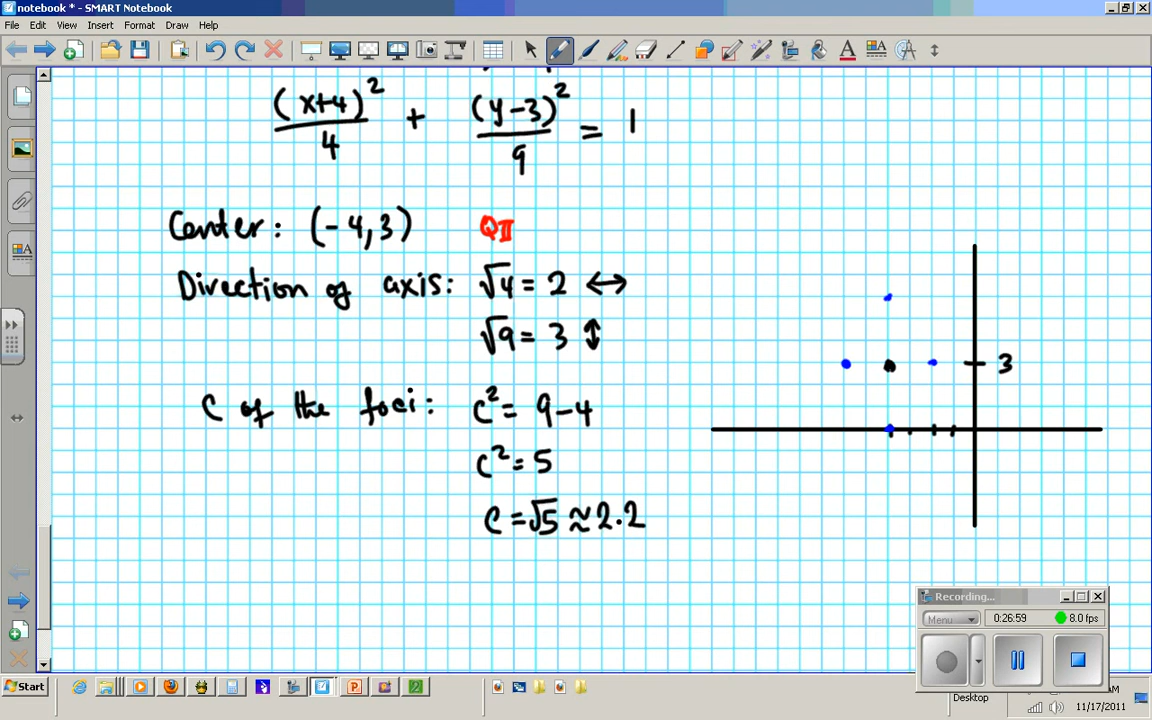 notebook * - SMART Notebook
File Edit View Insert Format Draw Help
(x+4)² / 4 + (y-3)² / 9 = 1
Center: (-4,3) QII
Direction of axis: √4 = 2 ↔
√9 = 3 ↕
3
C of the foci: c² = 9-4
c² = 5
c = √5 ≈ 2.2
Recording...
Menu 0:26:59 8.0 fps
Start
Desktop
11/17/2011